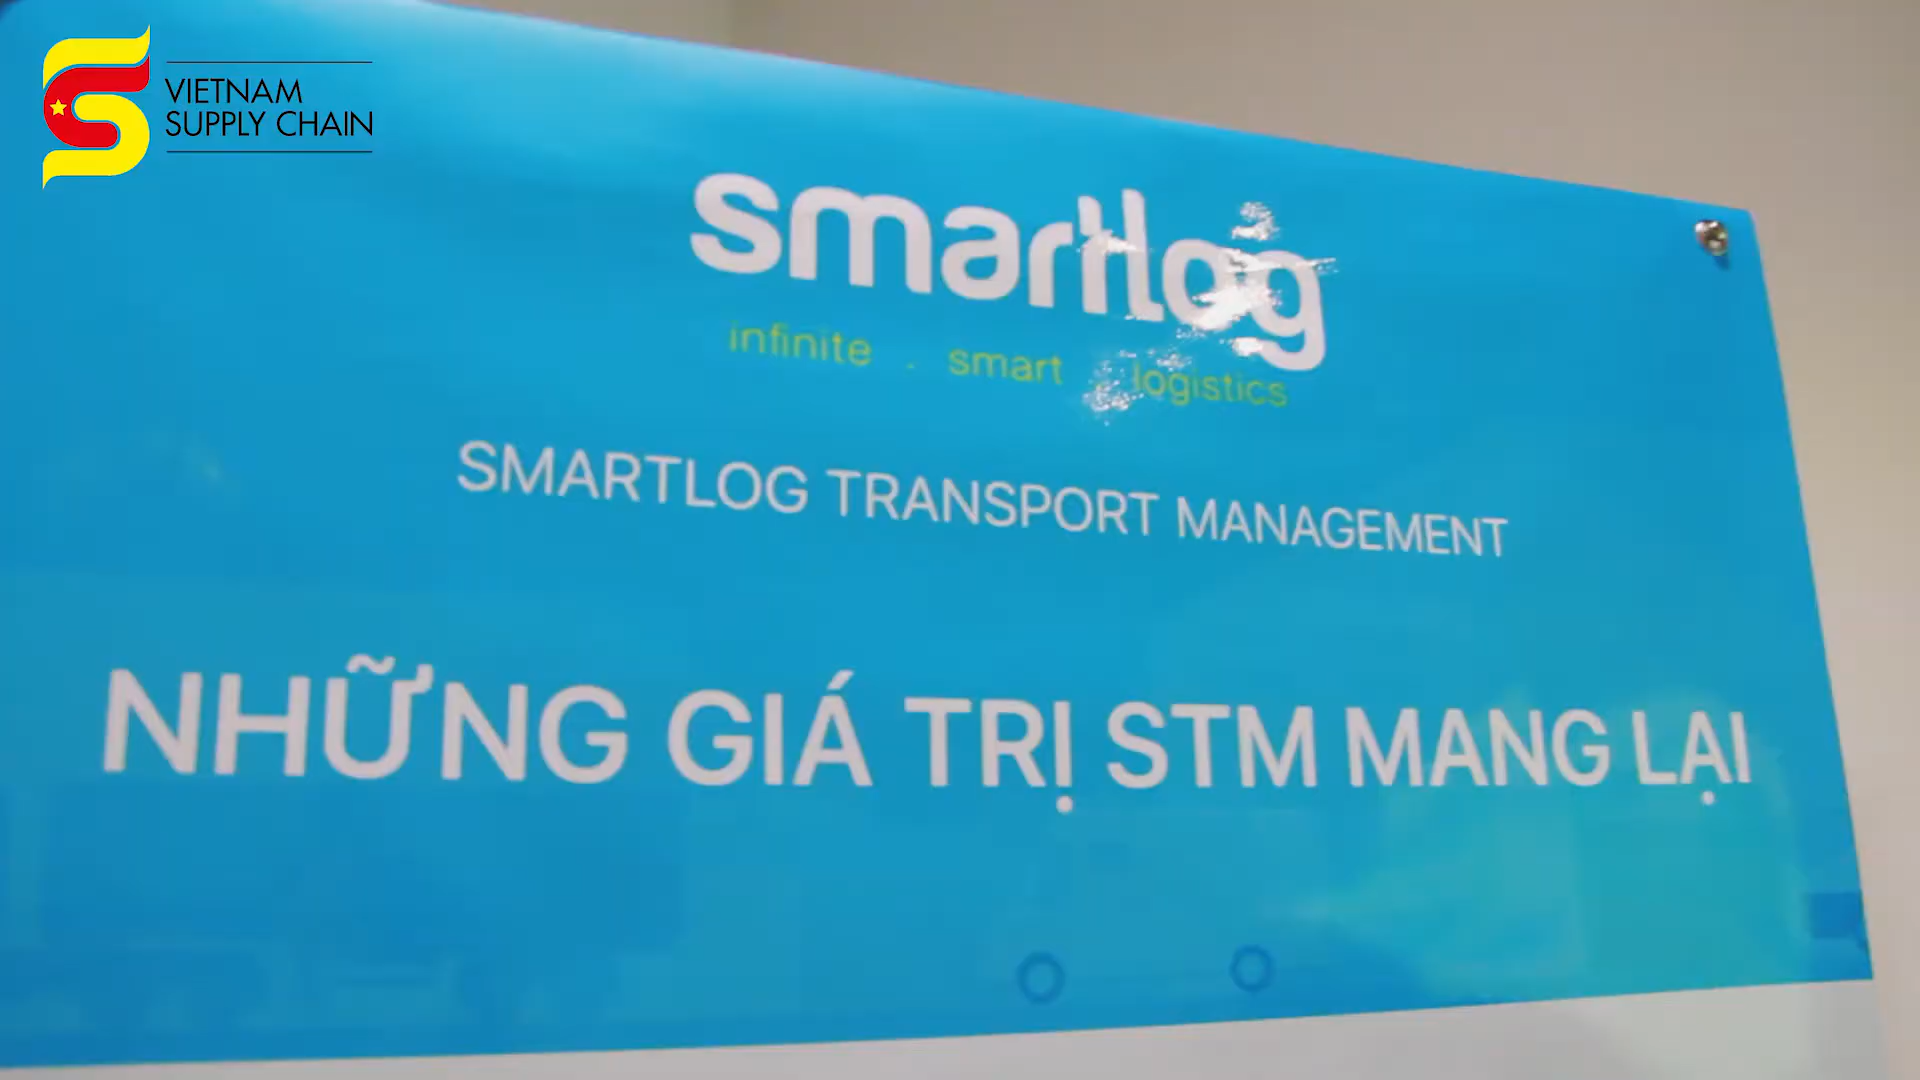 VIETNAM
SUPPLY CHAIN
smartlog
infinite . smart . logistics
SMARTLOG TRANSPORT MANAGEMENT
NHỮNG GIÁ TRỊ STM MANG LẠI